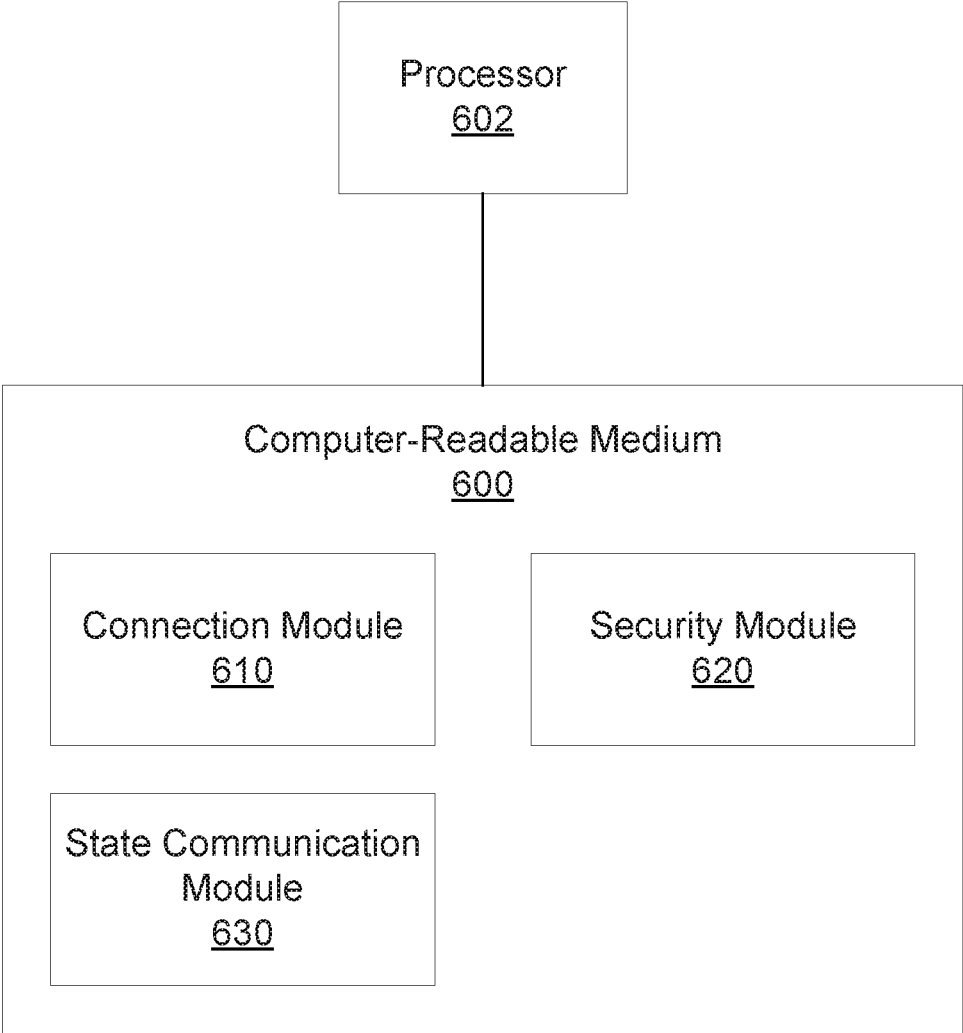 Processor
602
Computer-Readable Medium
600
Connection Module
610
Security Module
620
State Communication
Module
630